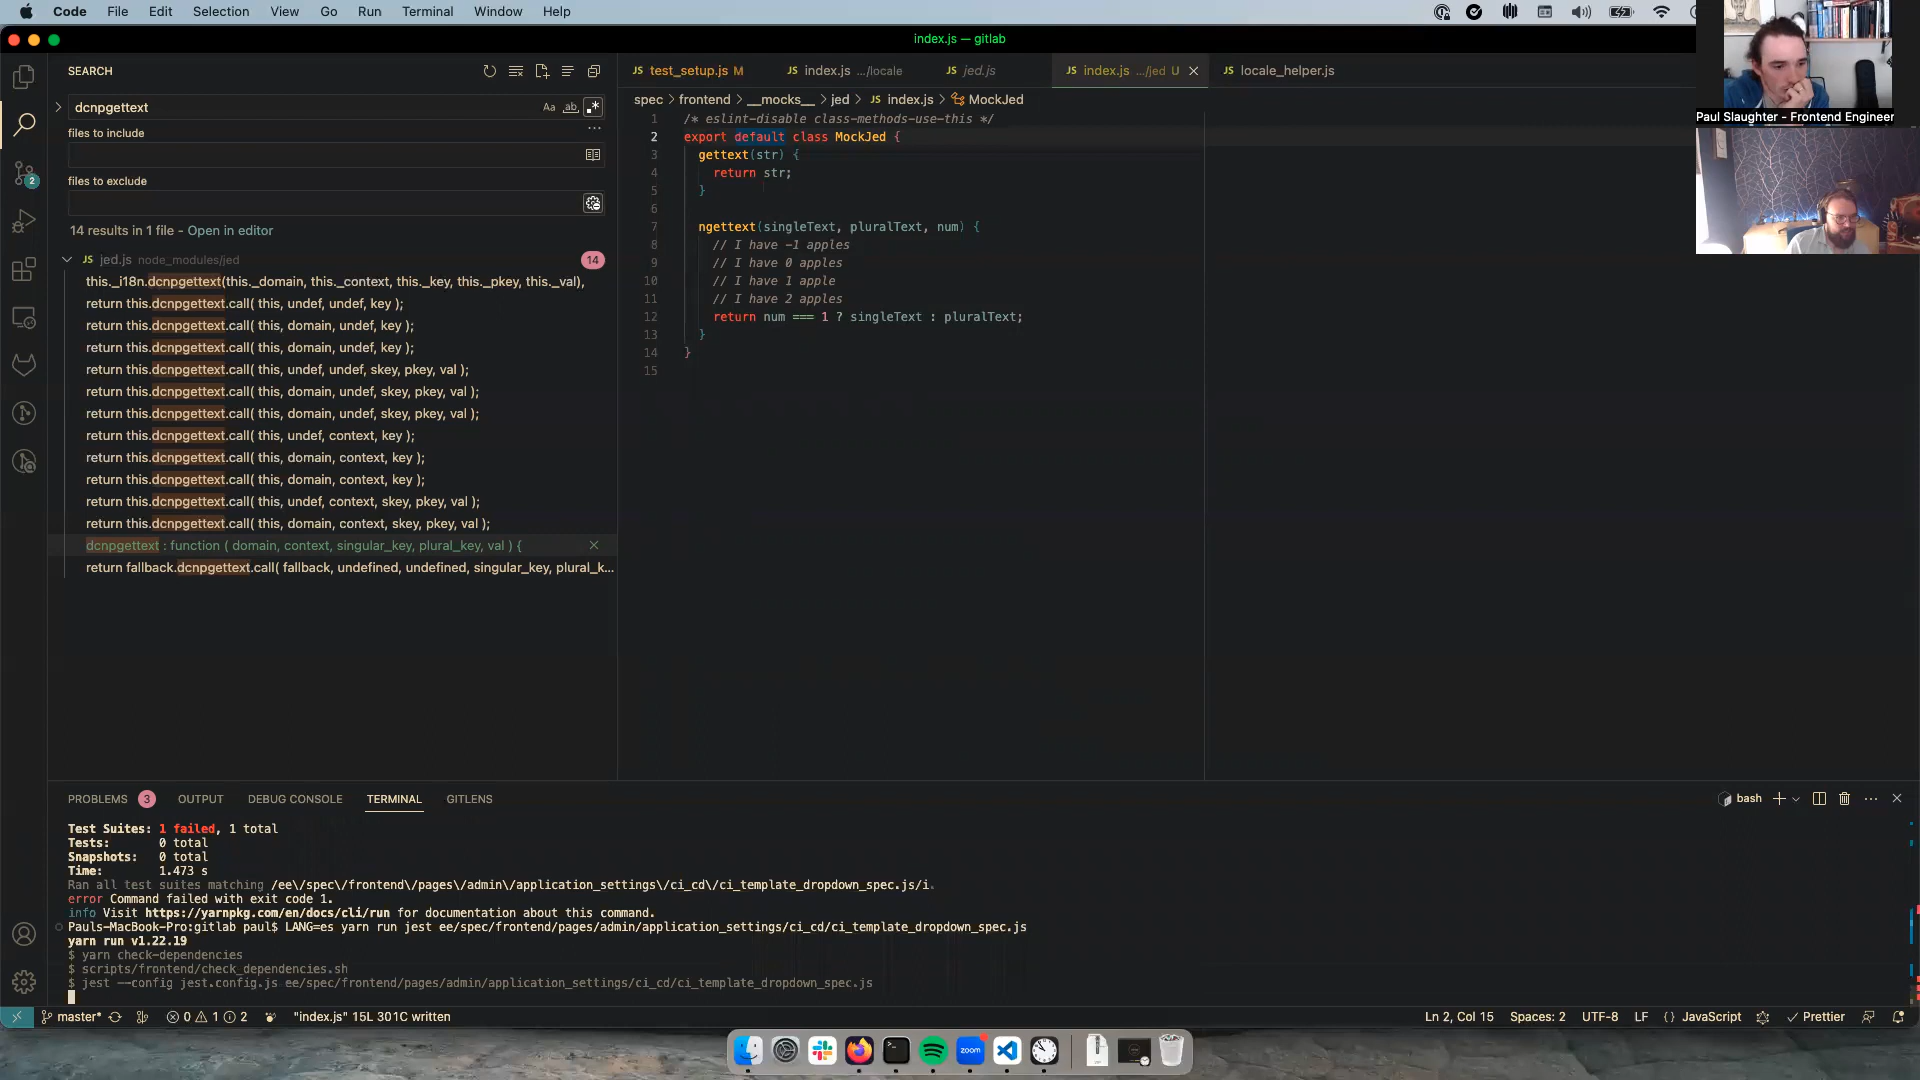 Code File Edit Selection View Go Run Terminal Window Help
index.js — gitlab
SEARCH
dcnpgettext
Aa ab
files to include
files to exclude
14 results in 1 file - Open in editor
JS jed.js node_modules/jed 14
this._i18n.dcnpgettext(this._domain, this._context, this._key, this._pkey, this._val),
return this.dcnpgettext.call( this, undef, undef, key );
return this.dcnpgettext.call( this, domain, undef, key );
return this.dcnpgettext.call( this, domain, undef, key );
return this.dcnpgettext.call( this, undef, undef, skey, pkey, val );
return this.dcnpgettext.call( this, domain, undef, skey, pkey, val );
return this.dcnpgettext.call( this, domain, undef, skey, pkey, val );
return this.dcnpgettext.call( this, undef, context, key );
return this.dcnpgettext.call( this, domain, context, key );
return this.dcnpgettext.call( this, domain, context, key );
return this.dcnpgettext.call( this, undef, context, skey, pkey, val );
return this.dcnpgettext.call( this, domain, context, skey, pkey, val );
dcnpgettext : function ( domain, context, singular_key, plural_key, val ) {
return fallback.dcnpgettext.call( fallback, undefined, undefined, singular_key, plural_k...
2
JS test_setup.js M JS index.js .../locale JS jed.js JS index.js .../jed U JS locale_helper.js
spec > frontend > __mocks__ > jed > JS index.js > MockJed
1 /* eslint-disable class-methods-use-this */
2 export default class MockJed {
3 gettext(str) {
4 return str;
5 }
6
7 ngettext(singleText, pluralText, num) {
8 // I have -1 apples
9 // I have 0 apples
10 // I have 1 apple
11 // I have 2 apples
12 return num === 1 ? singleText : pluralText;
13 }
14 }
15
Paul Slaughter - Frontend Engineer
PROBLEMS 3 OUTPUT DEBUG CONSOLE TERMINAL GITLENS
bash
Test Suites: 1 failed, 1 total
Tests: 0 total
Snapshots: 0 total
Time: 1.473 s
Ran all test suites matching /ee\/spec\/frontend\/pages\/admin\/application_settings\/ci_cd\/ci_template_dropdown_spec.js/i.
error Command failed with exit code 1.
info Visit https://yarnpkg.com/en/docs/cli/run for documentation about this command.
Pauls-MacBook-Pro:gitlab paul$ LANG=es yarn run jest ee/spec/frontend/pages/admin/application_settings/ci_cd/ci_template_dropdown_spec.js
yarn run v1.22.19
$ yarn check-dependencies
$ scripts/frontend/check_dependencies.sh
$ jest --config jest.config.js ee/spec/frontend/pages/admin/application_settings/ci_cd/ci_template_dropdown_spec.js
master* 0 1 2 "index.js" 15L 301C written
Ln 2, Col 15 Spaces: 2 UTF-8 LF {} JavaScript Prettier
zoom